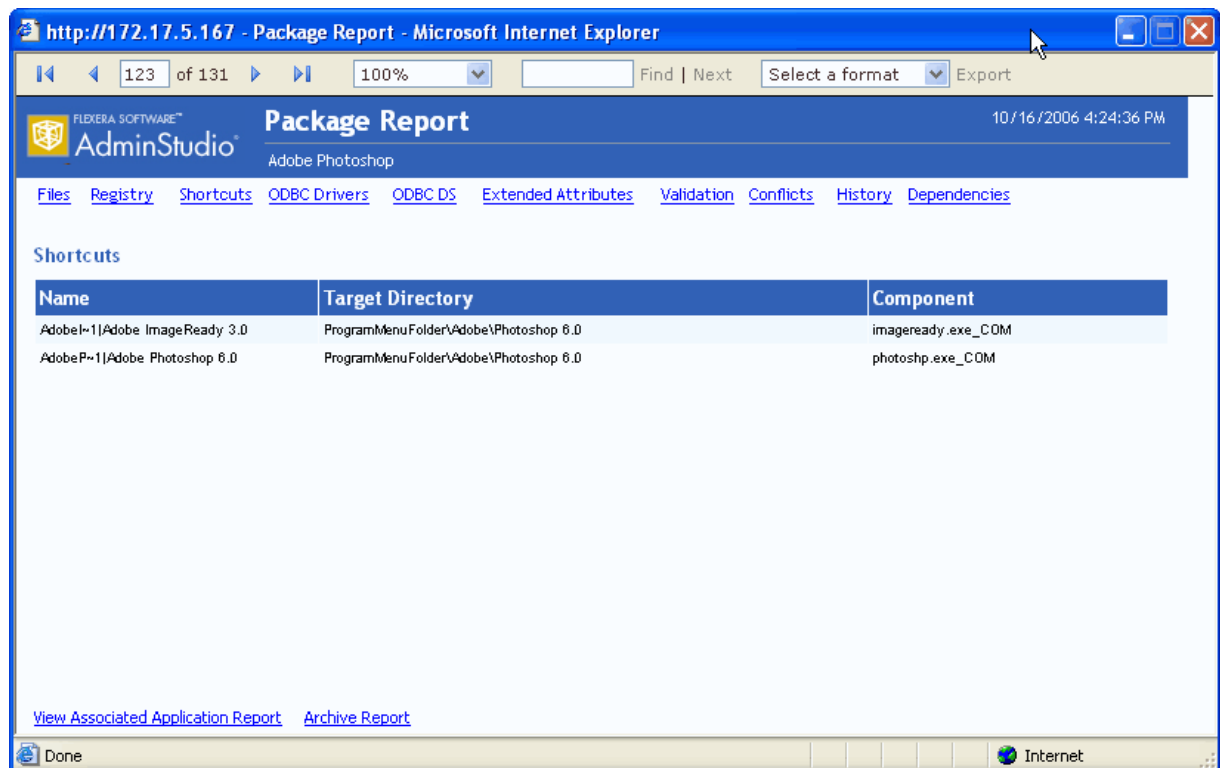 http://172.17.5.167 - Package Report - Microsoft Internet Explorer
123 of 131 100% Find | Next Select a format Export
FLEXERA SOFTWARE™
AdminStudio®
Package Report
10/16/2006 4:24:36 PM
Adobe Photoshop
Files Registry Shortcuts ODBC Drivers ODBC DS Extended Attributes Validation Conflicts History Dependencies
Shortcuts
Name Target Directory Component
AdobeI~1|Adobe ImageReady 3.0 ProgramMenuFolder\Adobe\Photoshop 6.0 imageready.exe_COM
AdobeP~1|Adobe Photoshop 6.0 ProgramMenuFolder\Adobe\Photoshop 6.0 photoshp.exe_COM
View Associated Application Report Archive Report
Done Internet